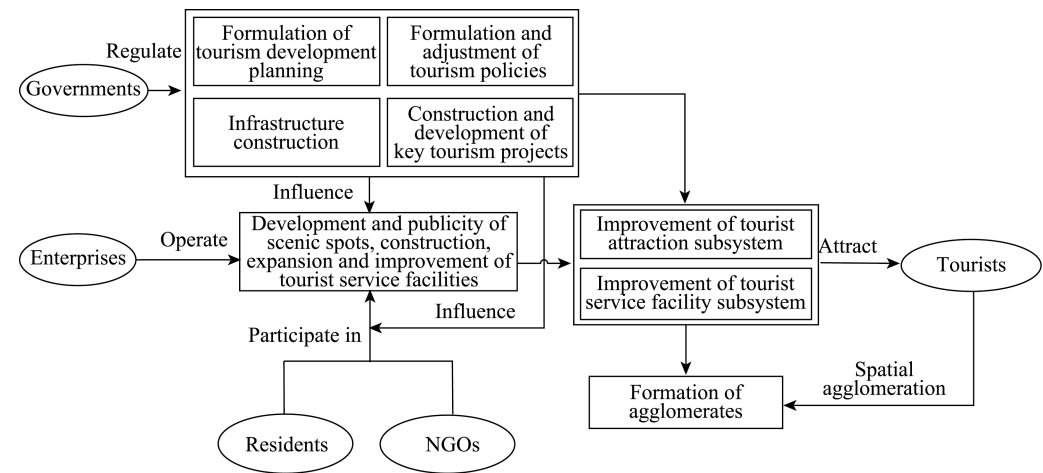 Regulate
Governments
Formulation of
tourism development
planning
Formulation and
adjustment of
tourism policies
Infrastructure
construction
Construction and
development of
key tourism projects
Influence
Enterprises
Operate
Development and publicity of
scenic spots, construction,
expansion and improvement of
tourist service facilities
Improvement of tourist
attraction subsystem
Improvement of tourist
service facility subsystem
Attract
Tourists
Influence
Participate in
Residents
NGOs
Formation of
agglomerates
Spatial
agglomeration